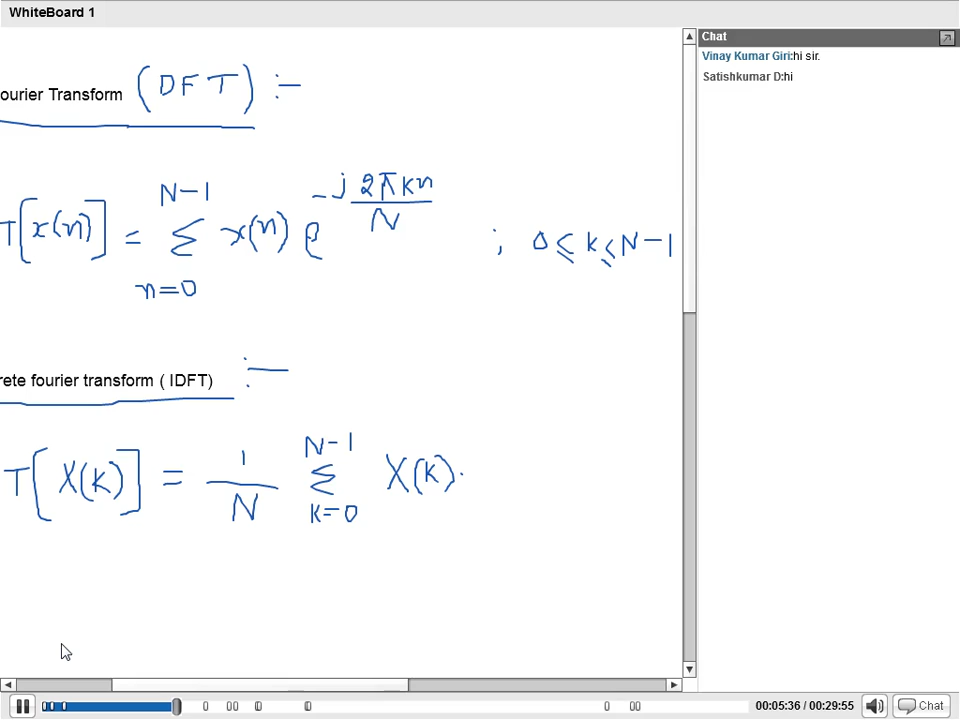 WhiteBoard 1
Chat
Vinay Kumar Giri:hi sir.
Satishkumar D:hi
ourier Transform (DFT) :-
T[x(n)] = N-1 Σ n=0 x(n) e -j 2πkn / N ; 0 ≤ k ≤ N-1
rete fourier transform ( IDFT) :-
T[X(k)] = 1 / N N-1 Σ k=0 X(k).
00:05:36 / 00:29:55
Chat